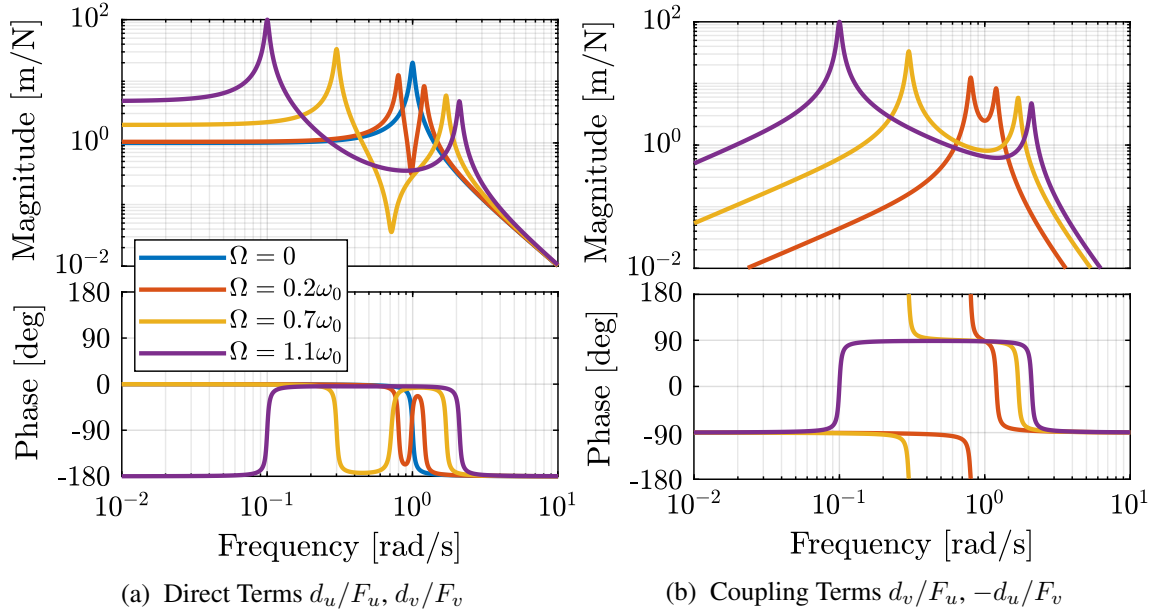 10^2
10^0
10^{-2}
Magnitude [m/N]
Ω = 0
Ω = 0.2ω_0
Ω = 0.7ω_0
Ω = 1.1ω_0
180
90
0
-90
-180
Phase [deg]
10^{-2} 10^{-1} 10^0 10^1
Frequency [rad/s]
(a) Direct Terms d_u/F_u, d_v/F_v
10^2
10^0
10^{-2}
Magnitude [m/N]
180
90
0
-90
-180
Phase [deg]
10^{-2} 10^{-1} 10^0 10^1
Frequency [rad/s]
(b) Coupling Terms d_v/F_u, −d_u/F_v